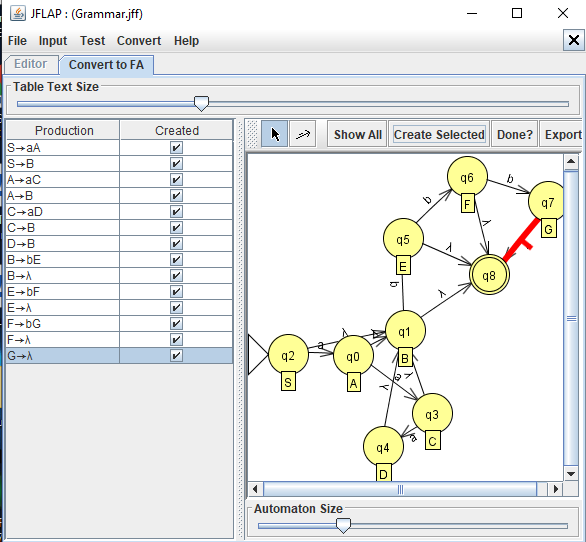 JFLAP : (Grammar.jff)
File Input Test Convert Help
Editor Convert to FA
Table Text Size
Production Created
S→aA
S→B
A→aC
A→B
C→aD
C→B
D→B
B→bE
B→λ
E→bF
E→λ
F→bG
F→λ
G→λ
Show All Create Selected Done? Export
q6
b
F
b
q7
G
λ
q5
E
λ
q8
b
λ
q1
B
q2
S
a
λ
q0
A
λ
a
λ
q3
C
a
q4
D
Automaton Size